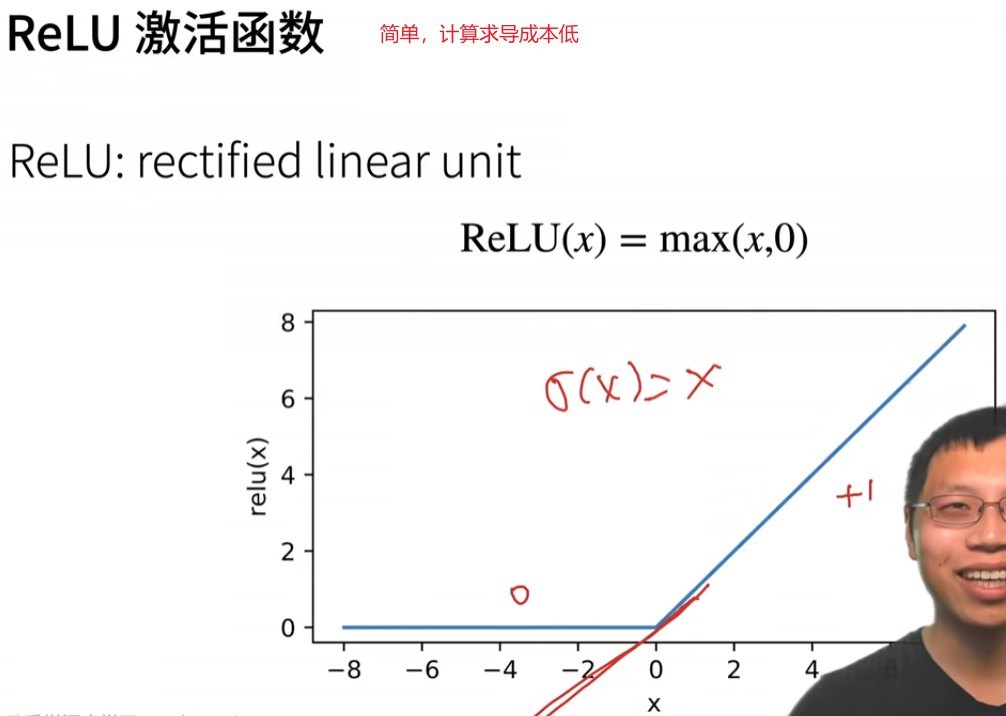 ReLU 激活函数 简单，计算求导成本低
ReLU: rectified linear unit
ReLU(x) = max(x,0)
8
σ(x)=x
6
relu(x)
4
+1
2
0
0
−8 −6 −4 −2 0 2 4 6
x